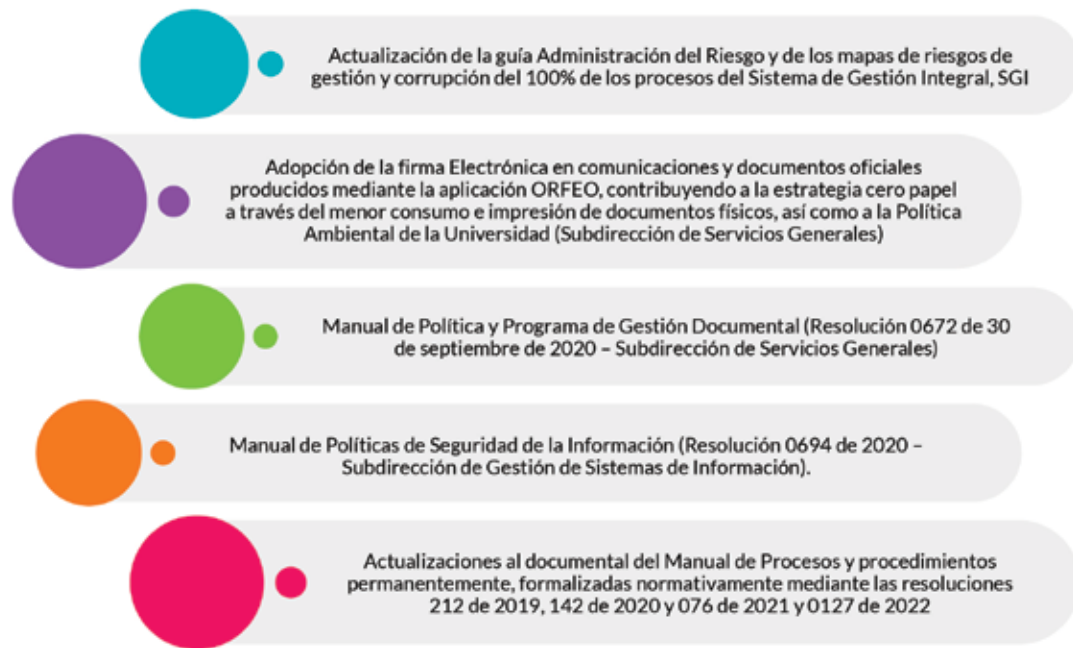 Actualización de la guía Administración del Riesgo y de los mapas de riesgos de
gestión y corrupción del 100% de los procesos del Sistema de Gestión Integral, SGI
Adopción de la firma Electrónica en comunicaciones y documentos oficiales
producidos mediante la aplicación ORFEO, contribuyendo a la estrategia cero papel
a través del menor consumo e impresión de documentos físicos, así como a la Política
Ambiental de la Universidad (Subdirección de Servicios Generales)
Manual de Política y Programa de Gestión Documental (Resolución 0672 de 30
de septiembre de 2020 – Subdirección de Servicios Generales)
Manual de Políticas de Seguridad de la Información (Resolución 0694 de 2020 –
Subdirección de Gestión de Sistemas de Información).
Actualizaciones al documental del Manual de Procesos y procedimientos
permanentemente, formalizadas normativamente mediante las resoluciones
212 de 2019, 142 de 2020 y 076 de 2021 y 0127 de 2022